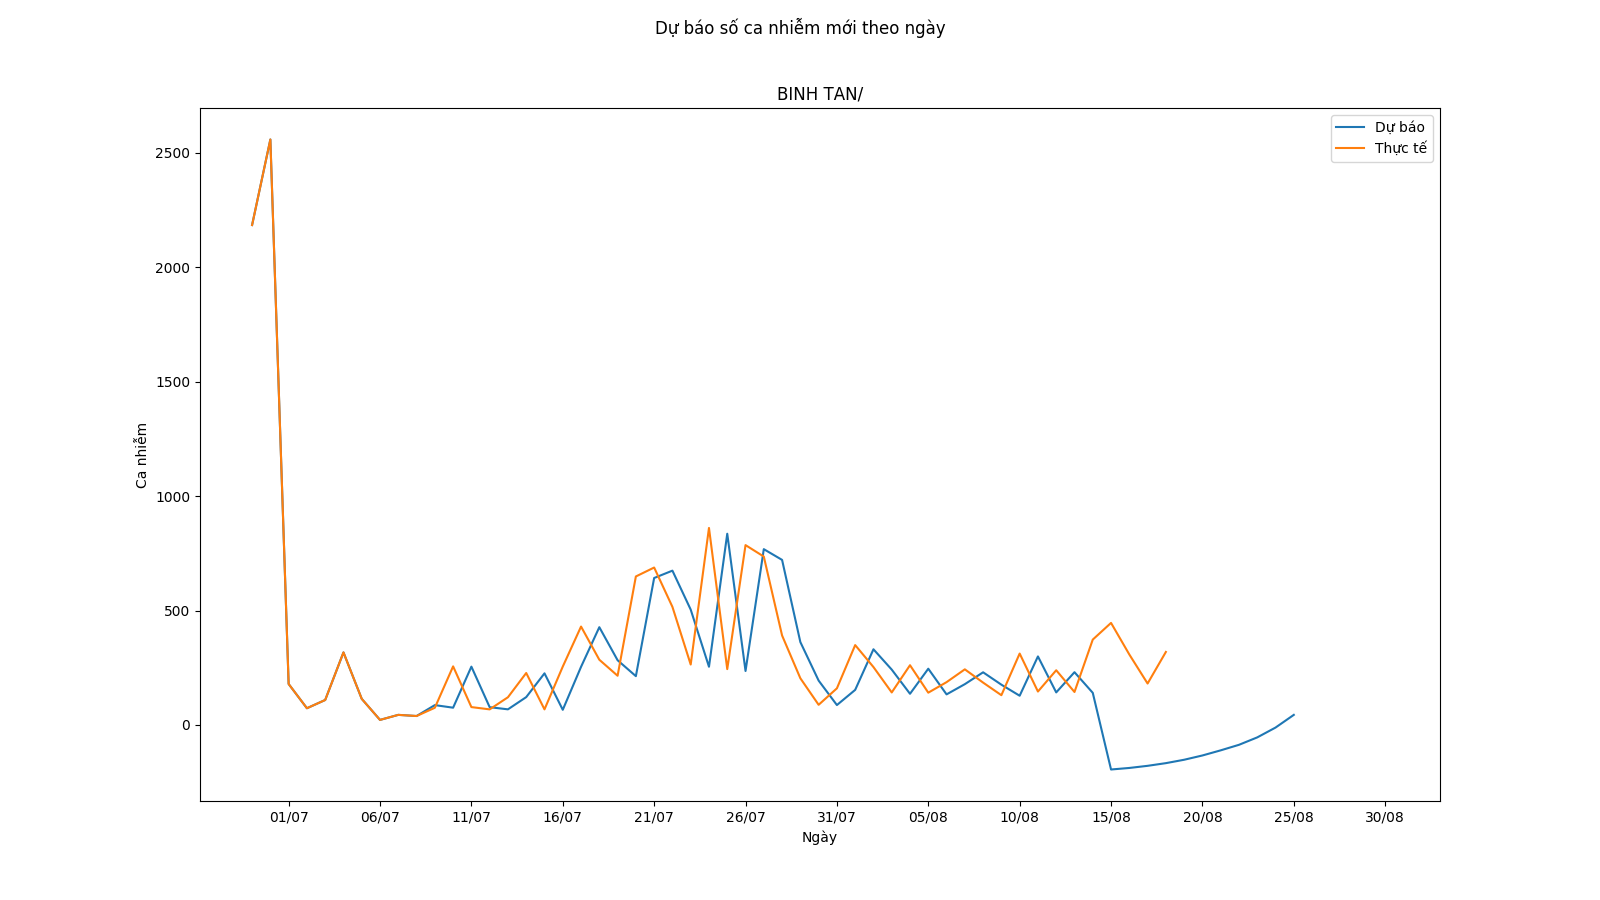 Dự báo số ca nhiễm mới theo ngày
BINH TAN/
Dự báo
Thực tế
2500
2000
1500
1000
500
0
Ca nhiễm
01/07 06/07 11/07 16/07 21/07 26/07 31/07 05/08 10/08 15/08 20/08 25/08 30/08
Ngày